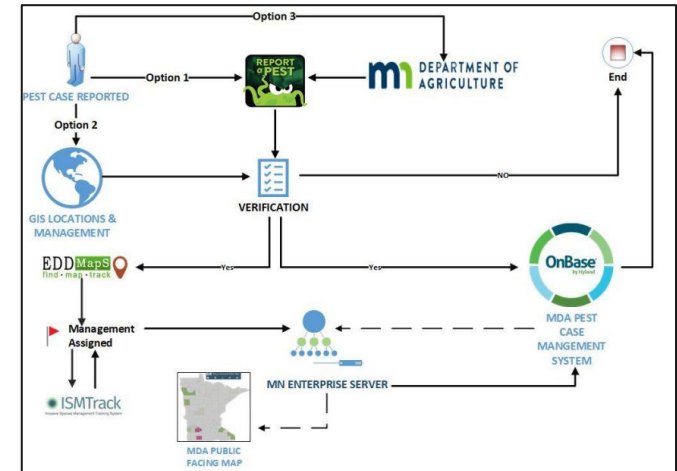 Option 3
REPORT
a PEST
DEPARTMENT OF
AGRICULTURE
End
Option 1
PEST CASE REPORTED
Option 2
NO
VERIFICATION
GIS LOCATIONS &
MANAGEMENT
EDDMapS
find • map • track
Yes
Yes
OnBase
by Hyland
MDA PEST
CASE
MANGEMENT
SYSTEM
Management
Assigned
MN ENTERPRISE SERVER
ISMTrack
Invasive Species Management Tracking System
MDA PUBLIC
FACING MAP